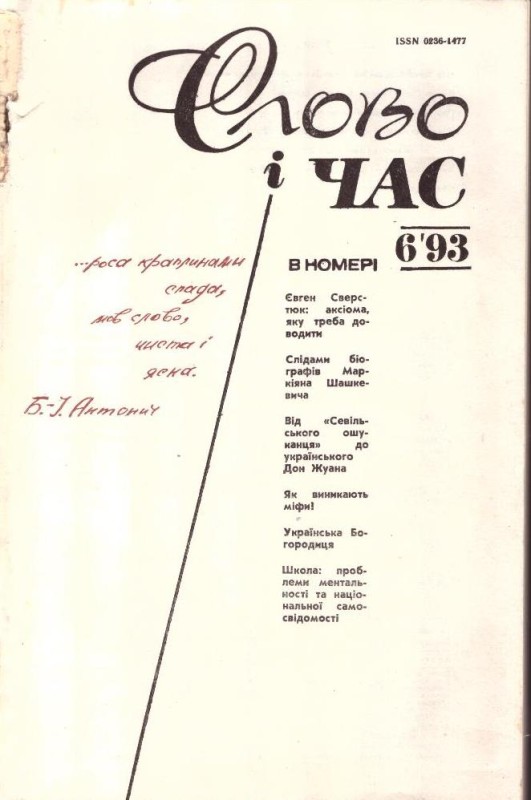 ISSN 0236-1477
Слово
і ЧАС
6'93
В НОМЕРІ
...роса краплинами
спада,
мов слово,
чиста і
ясна.
Б.-І. Антонич
Євген Сверс-
тюк: аксіома,
яку треба до-
водити
Слідами біо-
графів Мар-
кіяна Шашке-
вича
Від «Севіль-
ського ошу-
канця» до
українського
Дон Жуана
Як виникають
міфи!
Українська Бо-
городиця
Школа: проб-
леми менталь-
ності та націо-
нальної само-
свідомості